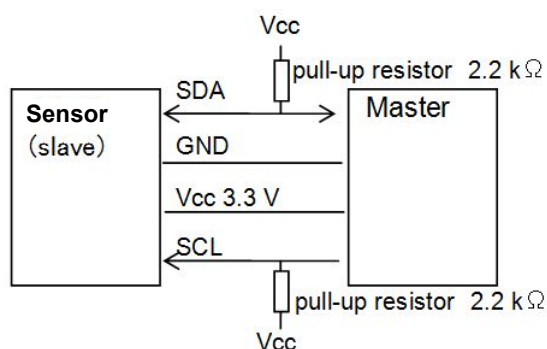 Vcc
pull-up resistor 2.2 kΩ
SDA
Sensor
(slave)
Master
GND
Vcc 3.3 V
SCL
pull-up resistor 2.2 kΩ
Vcc